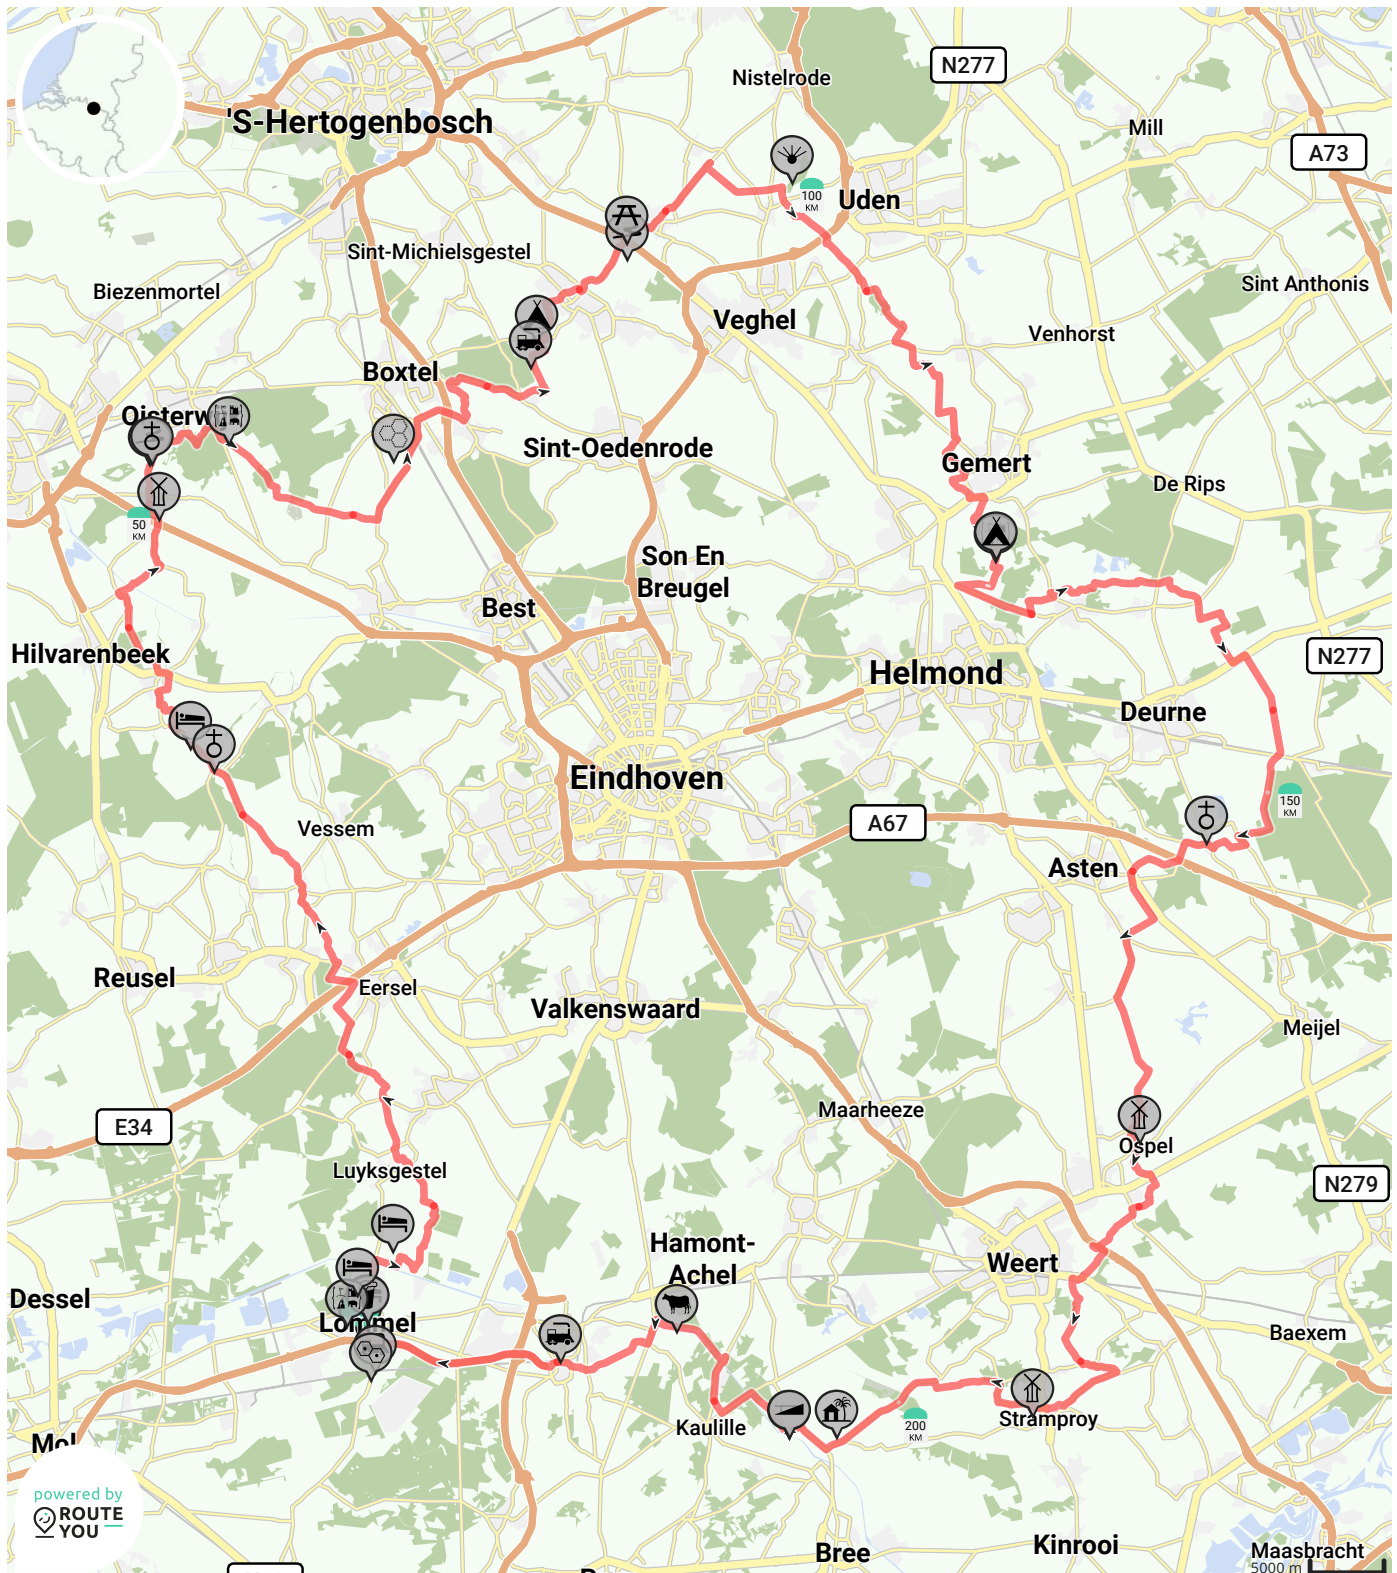 Nistelrode
N277
'S-Hertogenbosch
Mill
A73
100
KM
Uden
Sint-Michielsgestel
Biezenmortel
Sint Anthonis
Veghel
Venhorst
Boxtel
Oisterw
Sint-Oedenrode
Gemert
De Rips
50
KM
Son En
Breugel
Best
Hilvarenbeek
N277
Helmond
Deurne
Eindhoven
150
KM
Vessem
A67
Asten
Reusel
Eersel
Valkenswaard
Meijel
Maarheeze
E34
Ospel
Luyksgestel
N279
Hamont-
Achel
Weert
Dessel
Lommel
Baexem
Kaulille
200
KM
Stramproy
Mol
powered by
ROUTE
YOU
Bree
Kinrooi
Maasbracht
5000 m